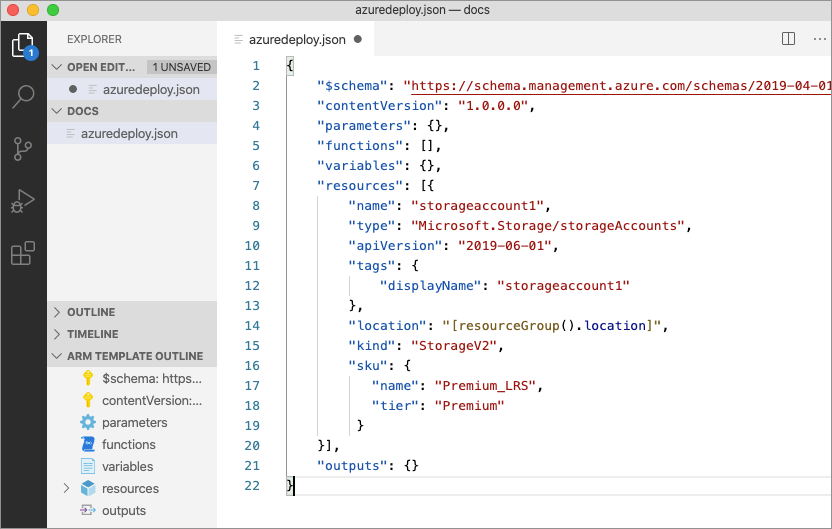 azuredeploy.json — docs
1
EXPLORER
OPEN EDIT... 1 UNSAVED
azuredeploy.json
DOCS
azuredeploy.json
OUTLINE
TIMELINE
ARM TEMPLATE OUTLINE
$schema: https...
contentVersion:...
parameters
functions
variables
resources
outputs
azuredeploy.json
1 {
2 "$schema": "https://schema.management.azure.com/schemas/2019-04-01
3 "contentVersion": "1.0.0.0",
4 "parameters": {},
5 "functions": [],
6 "variables": {},
7 "resources": [{
8 "name": "storageaccount1",
9 "type": "Microsoft.Storage/storageAccounts",
10 "apiVersion": "2019-06-01",
11 "tags": {
12 "displayName": "storageaccount1"
13 },
14 "location": "[resourceGroup().location]",
15 "kind": "StorageV2",
16 "sku": {
17 "name": "Premium_LRS",
18 "tier": "Premium"
19 }
20 }],
21 "outputs": {}
22 }